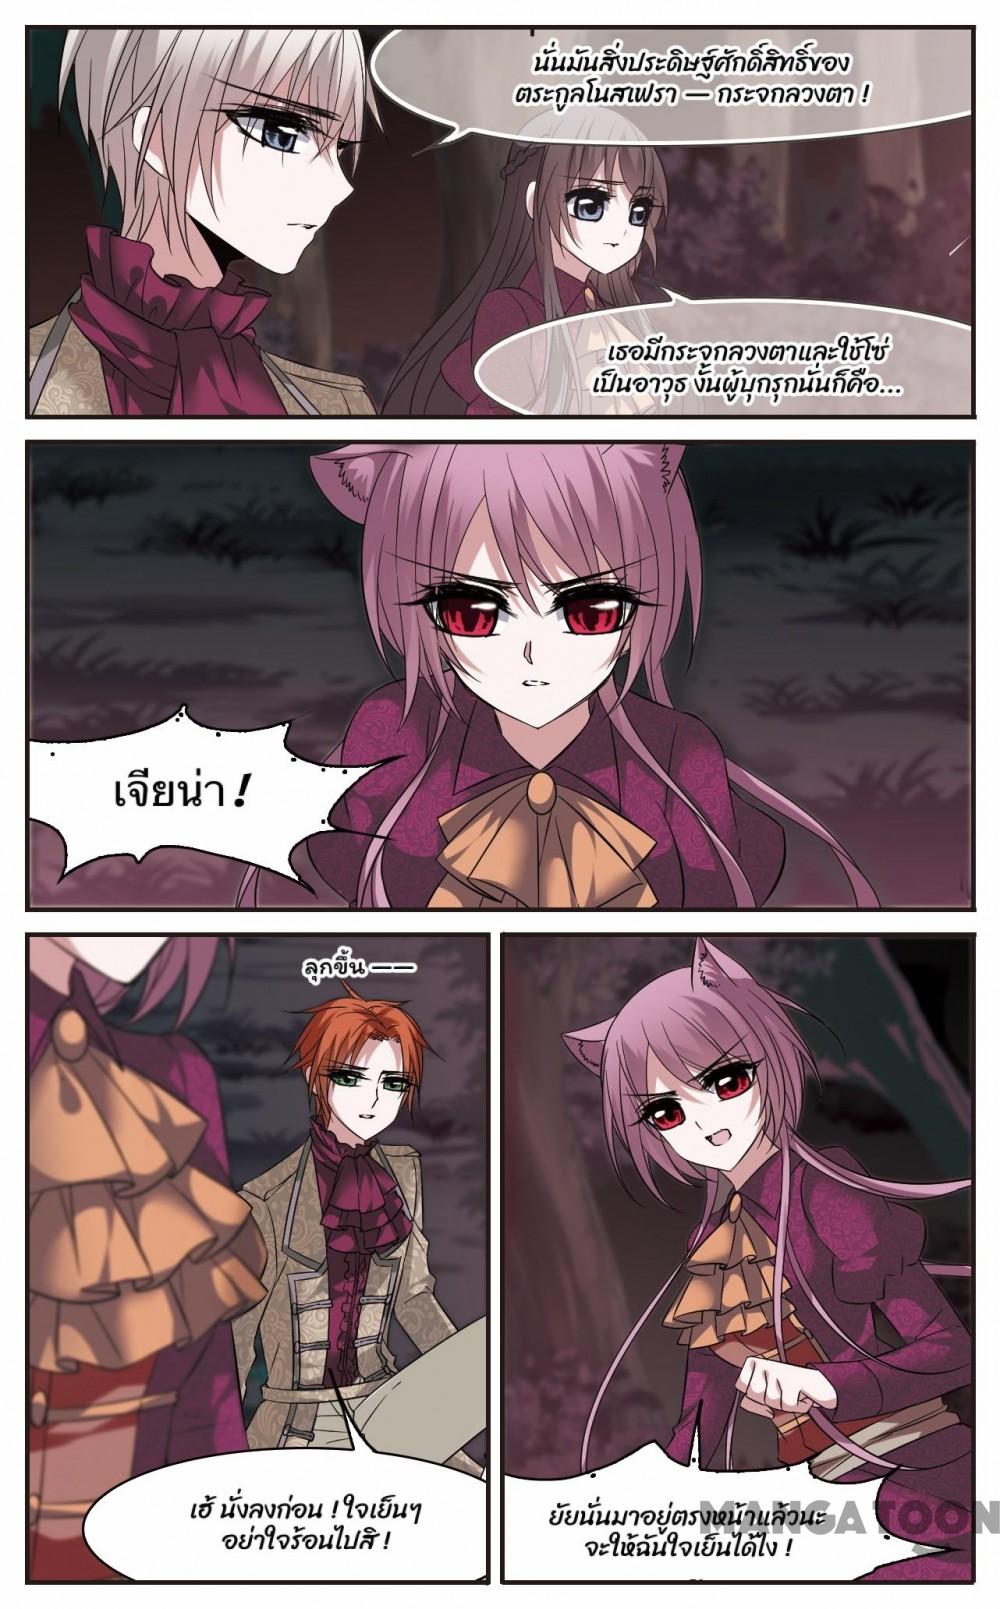 นั่นมันสิ่งประดิษฐ์ศักดิ์สิทธิ์ของ
ตระกูลโนสเฟรา — กระจกลวงตา !
เธอมีกระจกลวงตาและใช้โซ่
เป็นอาวุธ งั้นผู้บุกรุกนั่นก็คือ...
เจียน่า !
ลุกขึ้น ——
เฮ้ นั่งลงก่อน ! ใจเย็นๆ
อย่าใจร้อนไปสิ !
ยัยนั่นมาอยู่ตรงหน้าแล้วนะ
จะให้ฉันใจเย็นได้ไง !
MANGATOON